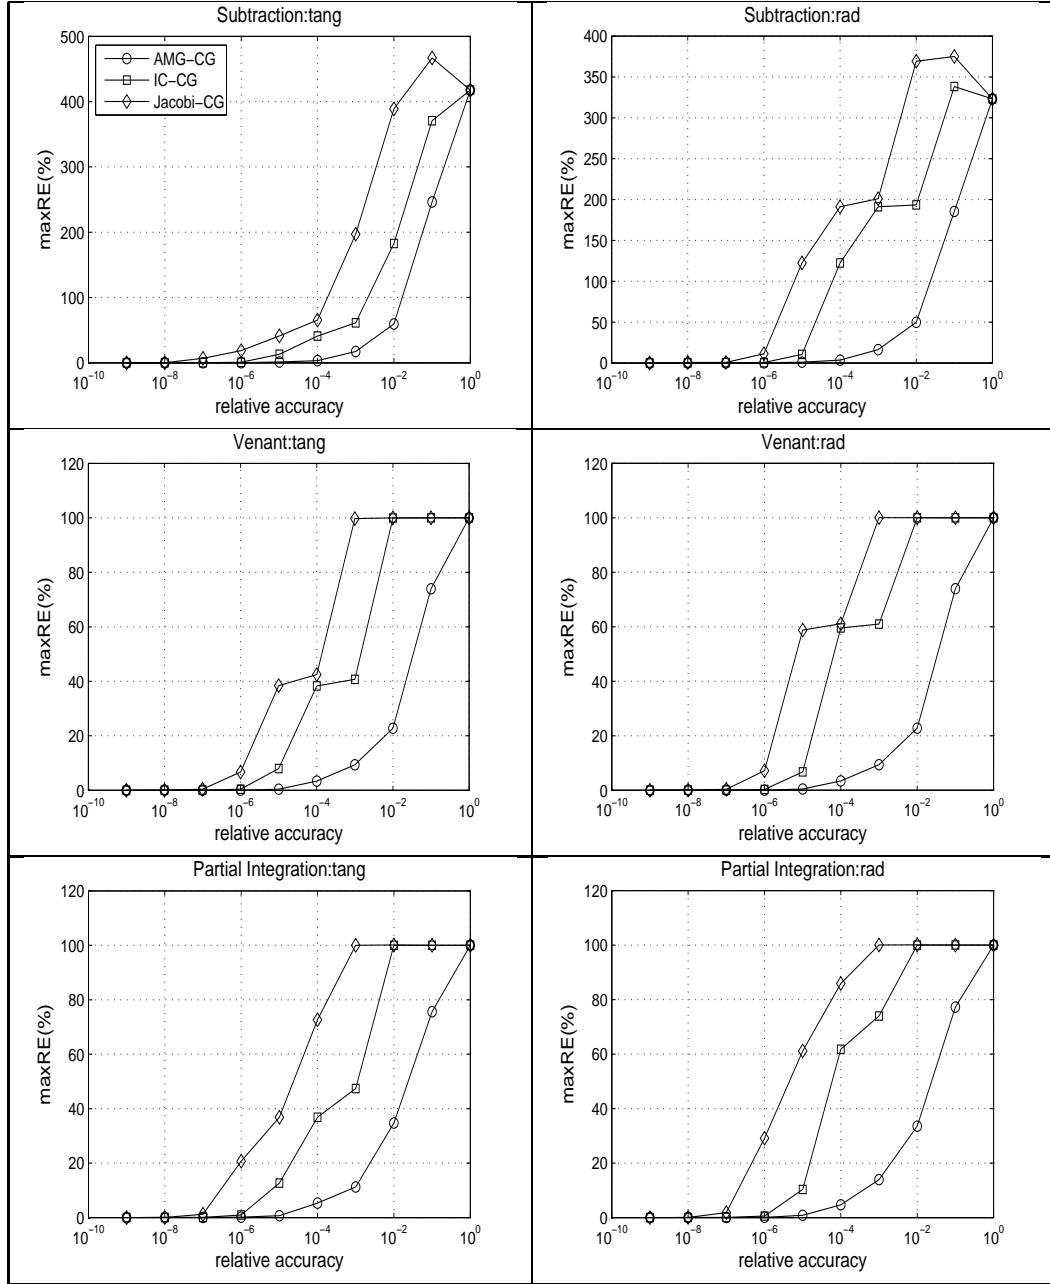 Subtraction:tang
500
400
300
200
100
0
maxRE(%)
AMG−CG
IC−CG
Jacobi−CG
10⁻¹⁰ 10⁻⁸ 10⁻⁶ 10⁻⁴ 10⁻² 10⁰
relative accuracy
Subtraction:rad
400
350
300
250
200
150
100
50
0
maxRE(%)
10⁻¹⁰ 10⁻⁸ 10⁻⁶ 10⁻⁴ 10⁻² 10⁰
relative accuracy
Venant:tang
120
100
80
60
40
20
0
maxRE(%)
10⁻¹⁰ 10⁻⁸ 10⁻⁶ 10⁻⁴ 10⁻² 10⁰
relative accuracy
Venant:rad
120
100
80
60
40
20
0
maxRE(%)
10⁻¹⁰ 10⁻⁸ 10⁻⁶ 10⁻⁴ 10⁻² 10⁰
relative accuracy
Partial Integration:tang
120
100
80
60
40
20
0
maxRE(%)
10⁻¹⁰ 10⁻⁸ 10⁻⁶ 10⁻⁴ 10⁻² 10⁰
relative accuracy
Partial Integration:rad
120
100
80
60
40
20
0
maxRE(%)
10⁻¹⁰ 10⁻⁸ 10⁻⁶ 10⁻⁴ 10⁻² 10⁰
relative accuracy